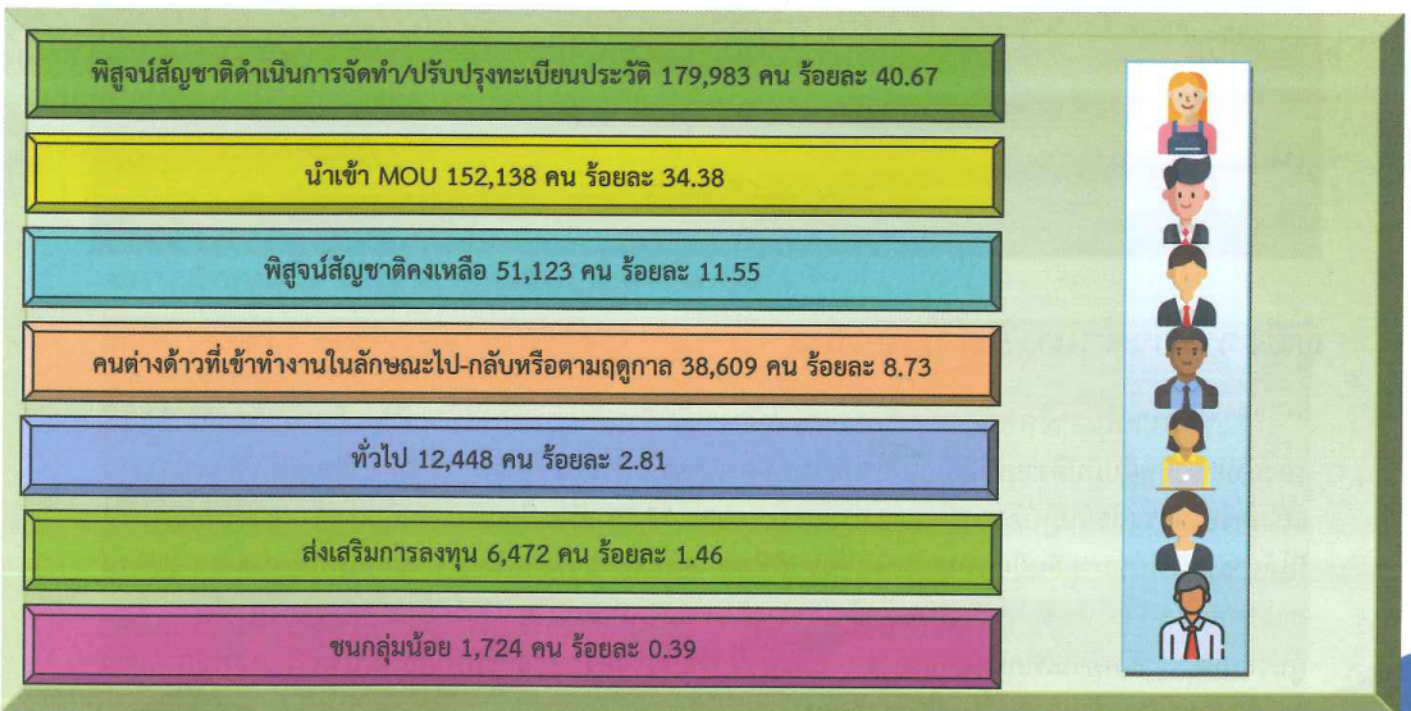 พิสูจน์สัญชาติดำเนินการจัดทำ/ปรับปรุงทะเบียนประวัติ 179,983 คน ร้อยละ 40.67
นำเข้า MOU 152,138 คน ร้อยละ 34.38
พิสูจน์สัญชาติคงเหลือ 51,123 คน ร้อยละ 11.55
คนต่างด้าวที่เข้าทำงานในลักษณะไป-กลับหรือตามฤดูกาล 38,609 คน ร้อยละ 8.73
ทั่วไป 12,448 คน ร้อยละ 2.81
ส่งเสริมการลงทุน 6,472 คน ร้อยละ 1.46
ชนกลุ่มน้อย 1,724 คน ร้อยละ 0.39